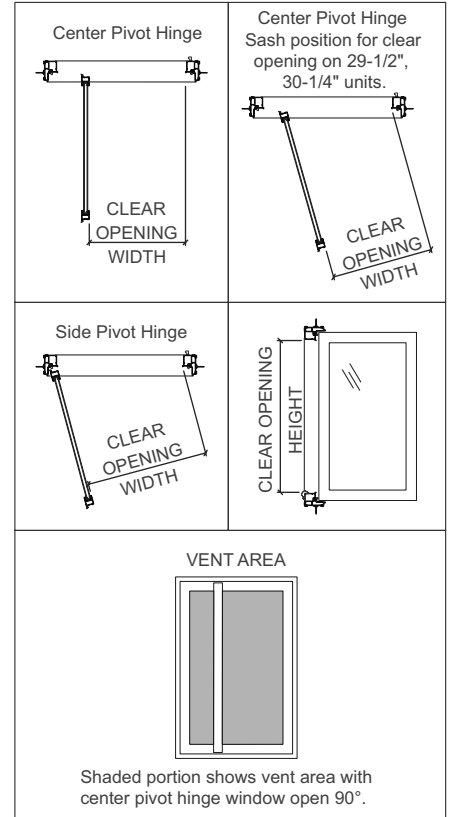 Center Pivot Hinge
CLEAR
OPENING
WIDTH
Center Pivot Hinge
Sash position for clear
opening on 29-1/2",
30-1/4" units.
CLEAR
OPENING
WIDTH
Side Pivot Hinge
CLEAR
OPENING
WIDTH
CLEAR OPENING
HEIGHT
VENT AREA
Shaded portion shows vent area with
center pivot hinge window open 90°.